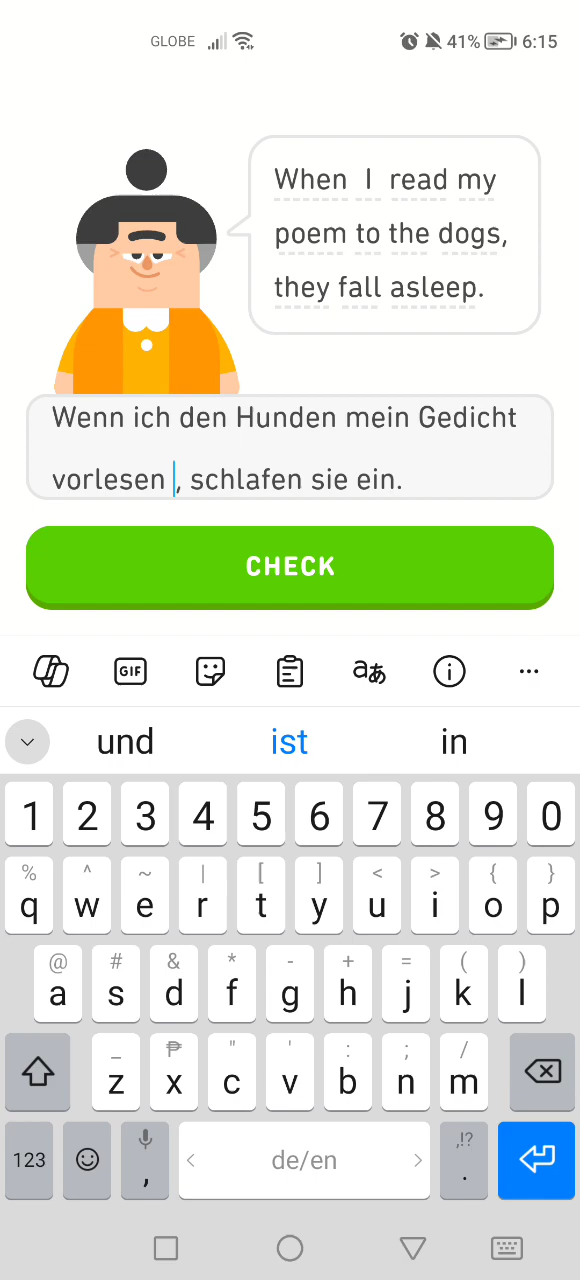 GLOBE 41% 6:15
When I read my
poem to the dogs,
they fall asleep.
Wenn ich den Hunden mein Gedicht
vorlesen , schlafen sie ein.
CHECK
GIF aあ i ...
und ist in
1 2 3 4 5 6 7 8 9 0
% ^ ~ | [ ] < > { }
q w e r t y u i o p
@ # & * - + = ( )
a s d f g h j k l
_ ₱ " ' : ; /
z x c v b n m
,!?
123 , < de/en > .